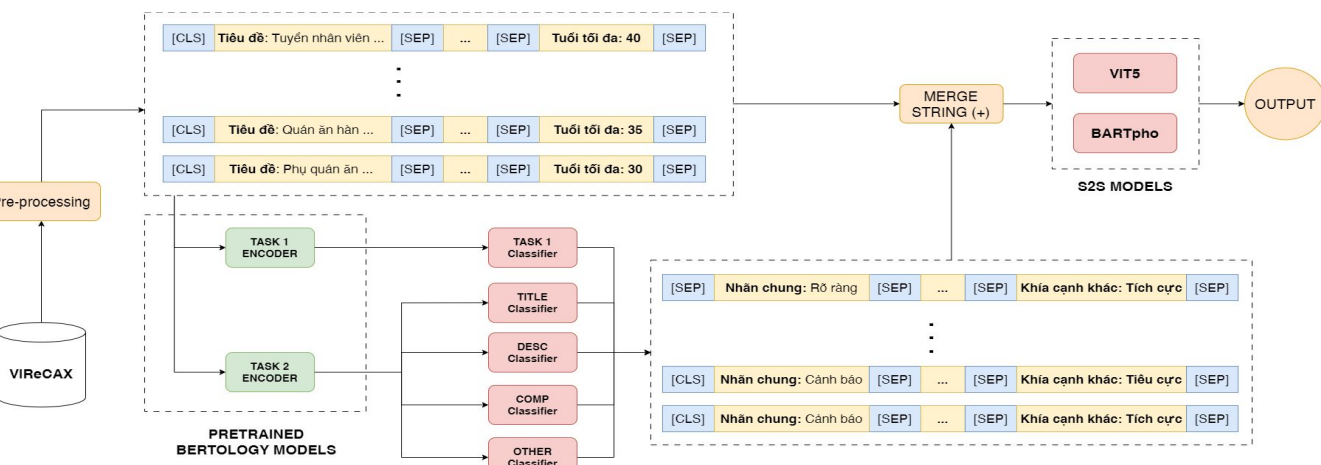 [CLS] Tiêu đề: Tuyển nhân viên ... [SEP] ... [SEP] Tuổi tối đa: 40 [SEP]
[CLS] Tiêu đề: Quán ăn hàn ... [SEP] ... [SEP] Tuổi tối đa: 35 [SEP]
[CLS] Tiêu đề: Phụ quán ăn ... [SEP] ... [SEP] Tuổi tối đa: 30 [SEP]
MERGE
STRING (+)
VIT5
BARTpho
S2S MODELS
OUTPUT
re-processing
VIReCAX
TASK 1
ENCODER
TASK 2
ENCODER
PRETRAINED
BERTOLOGY MODELS
TASK 1
Classifier
TITLE
Classifier
DESC
Classifier
COMP
Classifier
OTHER
Classifier
[SEP] Nhãn chung: Rõ ràng [SEP] ... [SEP] Khía cạnh khác: Tích cực [SEP]
[CLS] Nhãn chung: Cảnh báo [SEP] ... [SEP] Khía cạnh khác: Tiêu cực [SEP]
[CLS] Nhãn chung: Cảnh báo [SEP] ... [SEP] Khía cạnh khác: Tích cực [SEP]